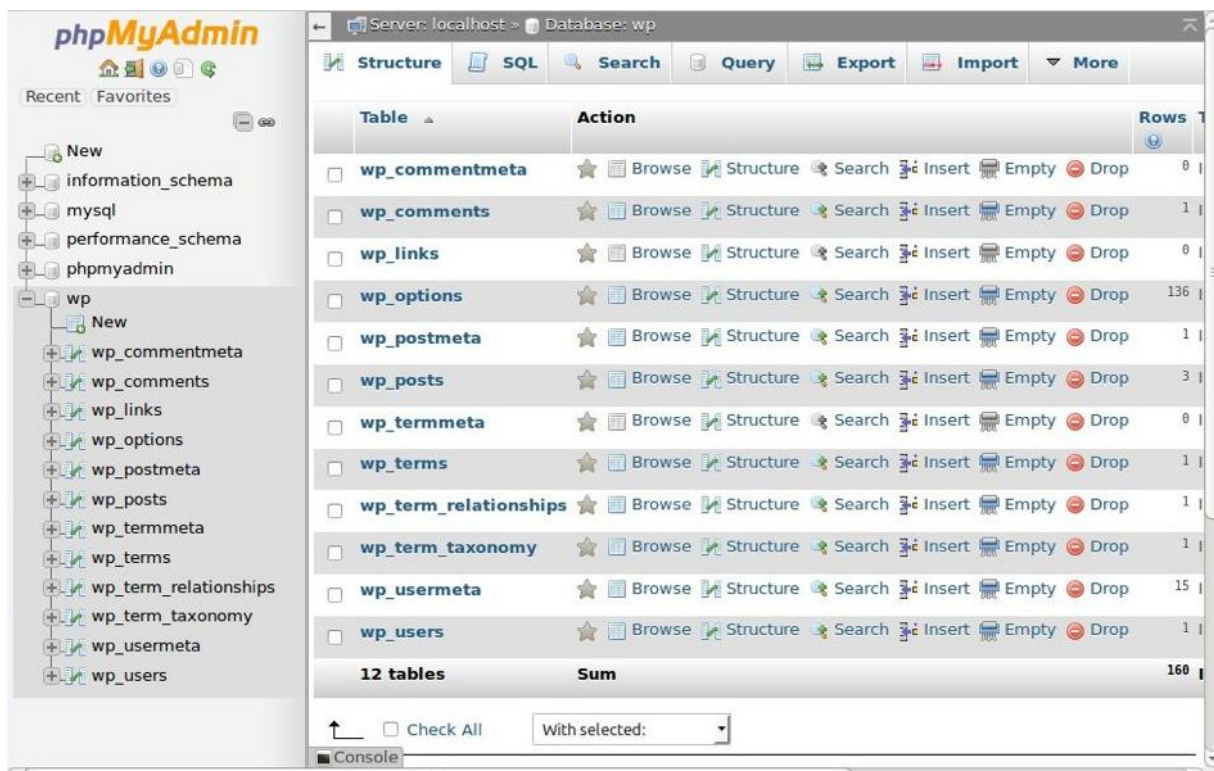 phpMyAdmin
Recent Favorites
New
information_schema
mysql
performance_schema
phpmyadmin
wp
New
wp_commentmeta
wp_comments
wp_links
wp_options
wp_postmeta
wp_posts
wp_termmeta
wp_terms
wp_term_relationships
wp_term_taxonomy
wp_usermeta
wp_users
Server: localhost » Database: wp
Structure SQL Search Query Export Import More
Table Action Rows
wp_commentmeta Browse Structure Search Insert Empty Drop 0
wp_comments Browse Structure Search Insert Empty Drop 1
wp_links Browse Structure Search Insert Empty Drop 0
wp_options Browse Structure Search Insert Empty Drop 136
wp_postmeta Browse Structure Search Insert Empty Drop 1
wp_posts Browse Structure Search Insert Empty Drop 3
wp_termmeta Browse Structure Search Insert Empty Drop 0
wp_terms Browse Structure Search Insert Empty Drop 1
wp_term_relationships Browse Structure Search Insert Empty Drop 1
wp_term_taxonomy Browse Structure Search Insert Empty Drop 1
wp_usermeta Browse Structure Search Insert Empty Drop 15
wp_users Browse Structure Search Insert Empty Drop 1
12 tables Sum 160
Check All With selected:
Console